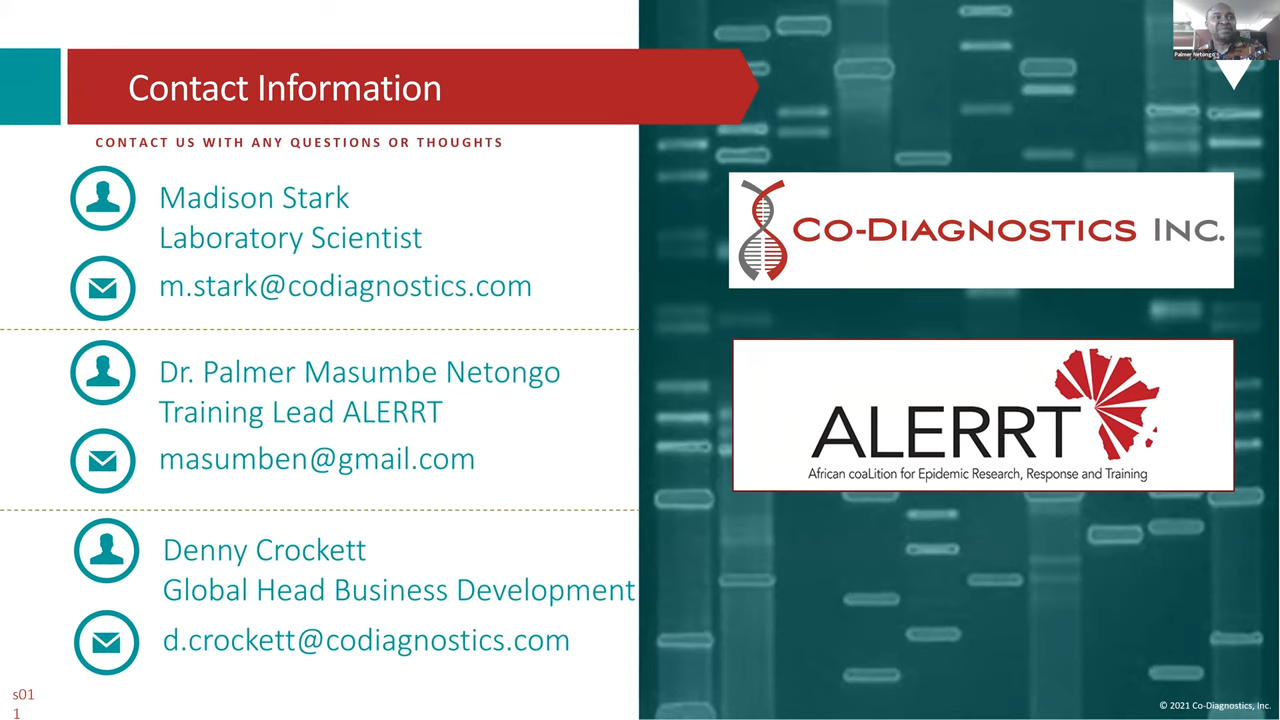 Contact Information
CONTACT US WITH ANY QUESTIONS OR THOUGHTS
Madison Stark
Laboratory Scientist
m.stark@codiagnostics.com
Dr. Palmer Masumbe Netongo
Training Lead ALERRT
masumben@gmail.com
Denny Crockett
Global Head Business Development
d.crockett@codiagnostics.com
s01
1
Palmer Netongo
CO-DIAGNOSTICS INC.
ALERRT
African coaLition for Epidemic Research, Response and Training
© 2021 Co-Diagnostics, Inc.